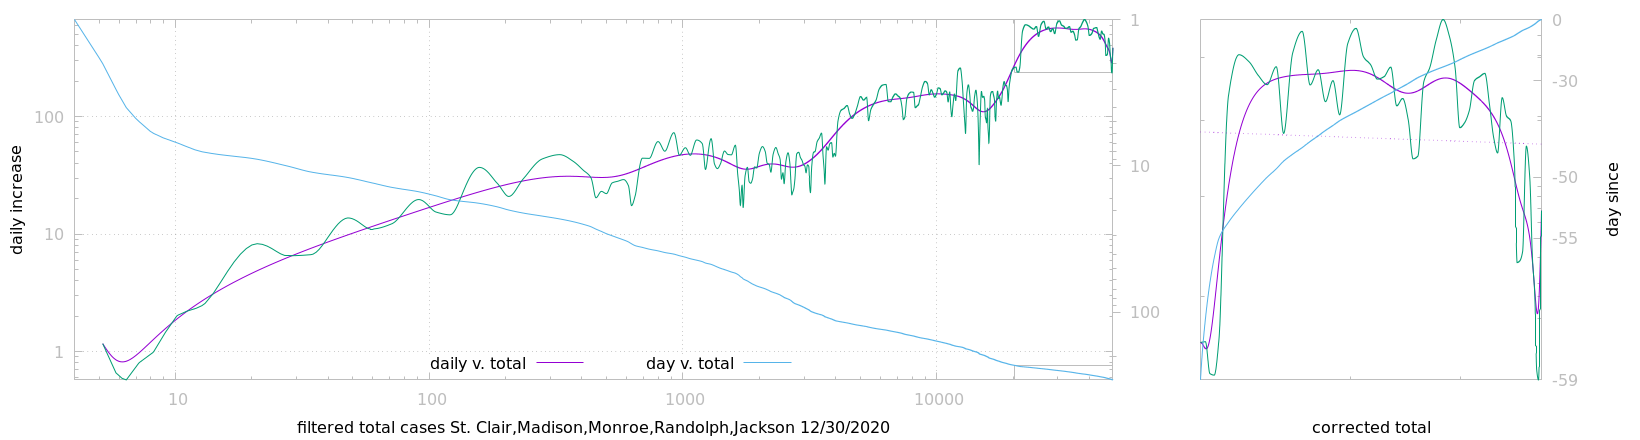 daily increase
100
10
1
10
100
1000
10000
1
10
100
daily v. total
day v. total
filtered total cases St. Clair,Madison,Monroe,Randolph,Jackson 12/30/2020
0
-30
-50
-55
-59
day since
corrected total